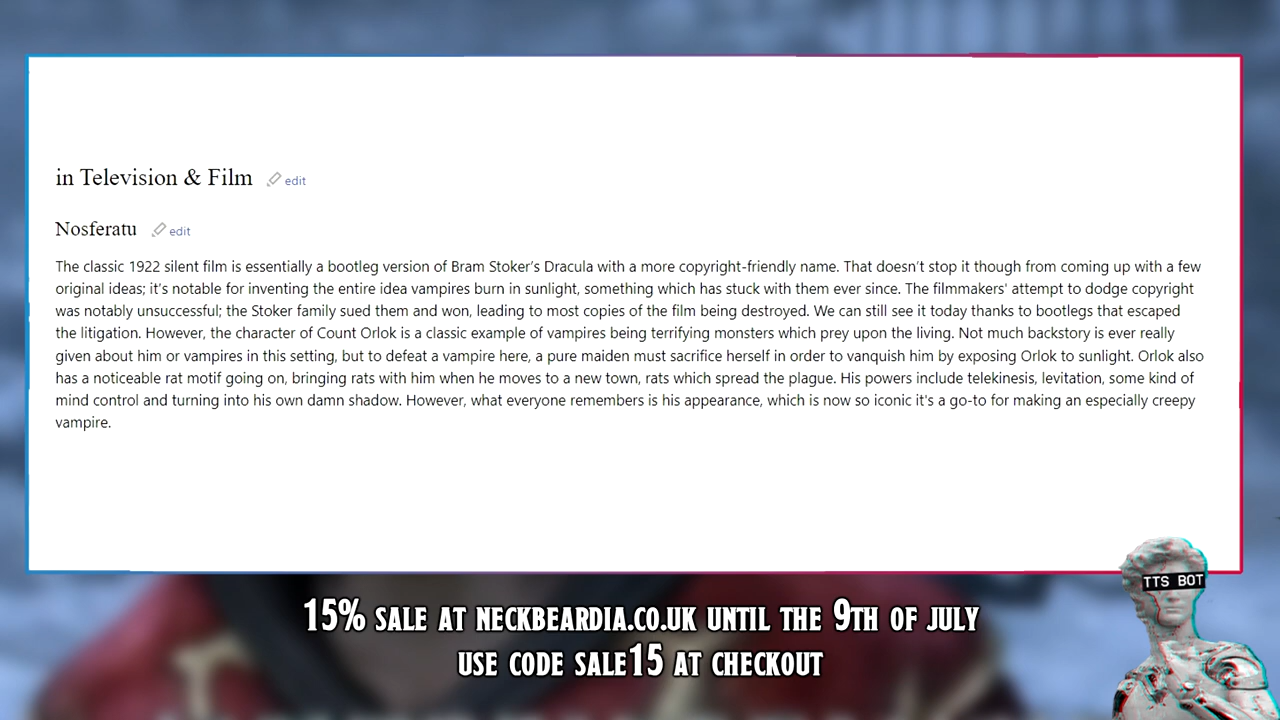 in Television & Film edit
Nosferatu edit
The classic 1922 silent film is essentially a bootleg version of Bram Stoker's Dracula with a more copyright-friendly name. That doesn't stop it though from coming up with a few
original ideas; it's notable for inventing the entire idea vampires burn in sunlight, something which has stuck with them ever since. The filmmakers' attempt to dodge copyright
was notably unsuccessful; the Stoker family sued them and won, leading to most copies of the film being destroyed. We can still see it today thanks to bootlegs that escaped
the litigation. However, the character of Count Orlok is a classic example of vampires being terrifying monsters which prey upon the living. Not much backstory is ever really
given about him or vampires in this setting, but to defeat a vampire here, a pure maiden must sacrifice herself in order to vanquish him by exposing Orlok to sunlight. Orlok also
has a noticeable rat motif going on, bringing rats with him when he moves to a new town, rats which spread the plague. His powers include telekinesis, levitation, some kind of
mind control and turning into his own damn shadow. However, what everyone remembers is his appearance, which is now so iconic it's a go-to for making an especially creepy
vampire.
TTS BOT
15% SALE AT NECKBEARDIA.CO.UK UNTIL THE 9TH OF JULY
USE CODE SALE15 AT CHECKOUT